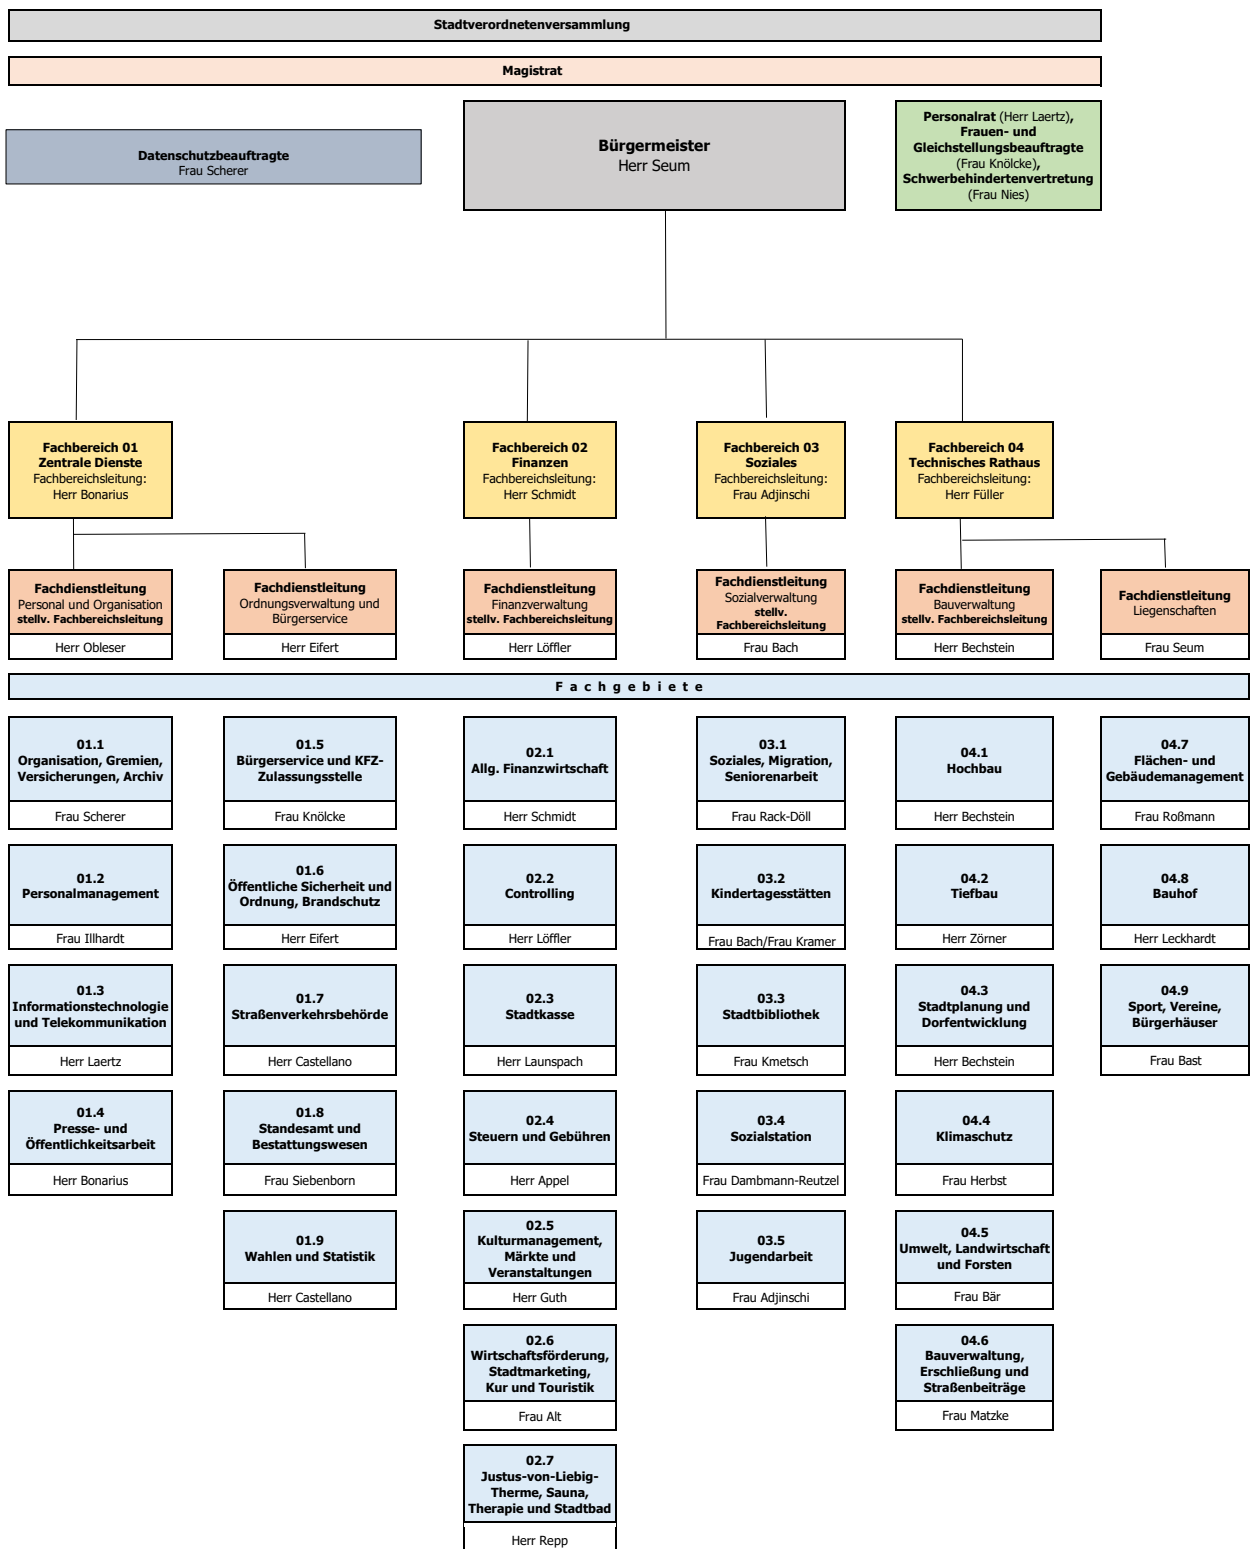 Stadtverordnetenversammlung
Magistrat
Datenschutzbeauftragte
Frau Scherer
Bürgermeister
Herr Seum
Personalrat (Herr Laertz),
Frauen- und
Gleichstellungsbeauftragte
(Frau Knölcke),
Schwerbehindertenvertretung
(Frau Nies)
Fachbereich 01
Zentrale Dienste
Fachbereichsleitung:
Herr Bonarius
Fachbereich 02
Finanzen
Fachbereichsleitung:
Herr Schmidt
Fachbereich 03
Soziales
Fachbereichsleitung:
Frau Adjinschi
Fachbereich 04
Technisches Rathaus
Fachbereichsleitung:
Herr Füller
Fachdienstleitung
Personal und Organisation
stellv. Fachbereichsleitung
Herr Obleser
Fachdienstleitung
Ordnungsverwaltung und
Bürgerservice
Herr Eifert
Fachdienstleitung
Finanzverwaltung
stellv. Fachbereichsleitung
Herr Löffler
Fachdienstleitung
Sozialverwaltung
stellv.
Fachbereichsleitung
Frau Bach
Fachdienstleitung
Bauverwaltung
stellv. Fachbereichsleitung
Herr Bechstein
Fachdienstleitung
Liegenschaften
Frau Seum
Fachgebiete
01.1
Organisation, Gremien,
Versicherungen, Archiv
Frau Scherer
01.5
Bürgerservice und KFZ-
Zulassungsstelle
Frau Knölcke
02.1
Allg. Finanzwirtschaft
Herr Schmidt
03.1
Soziales, Migration,
Seniorenarbeit
Frau Rack-Döll
04.1
Hochbau
Herr Bechstein
04.7
Flächen- und
Gebäudemanagement
Frau Roßmann
01.2
Personalmanagement
Frau Illhardt
01.6
Öffentliche Sicherheit und
Ordnung, Brandschutz
Herr Eifert
02.2
Controlling
Herr Löffler
03.2
Kindertagesstätten
Frau Bach/Frau Kramer
04.2
Tiefbau
Herr Zörner
04.8
Bauhof
Herr Leckhardt
01.3
Informationstechnologie
und Telekommunikation
Herr Laertz
01.7
Straßenverkehrsbehörde
Herr Castellano
02.3
Stadtkasse
Herr Launspach
03.3
Stadtbibliothek
Frau Kmetsch
04.3
Stadtplanung und
Dorfentwicklung
Herr Bechstein
04.9
Sport, Vereine,
Bürgerhäuser
Frau Bast
01.4
Presse- und
Öffentlichkeitsarbeit
Herr Bonarius
01.8
Standesamt und
Bestattungswesen
Frau Siebenborn
02.4
Steuern und Gebühren
Herr Appel
03.4
Sozialstation
Frau Dambmann-Reutzel
04.4
Klimaschutz
Frau Herbst
01.9
Wahlen und Statistik
Herr Castellano
02.5
Kulturmanagement,
Märkte und
Veranstaltungen
Herr Guth
03.5
Jugendarbeit
Frau Adjinschi
04.5
Umwelt, Landwirtschaft
und Forsten
Frau Bär
02.6
Wirtschaftsförderung,
Stadtmarketing,
Kur und Touristik
Frau Alt
04.6
Bauverwaltung,
Erschließung und
Straßenbeiträge
Frau Matzke
02.7
Justus-von-Liebig-
Therme, Sauna,
Therapie und Stadtbad
Herr Repp